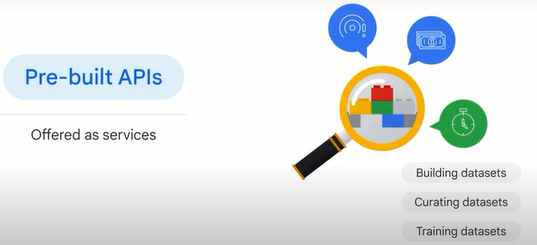 Pre-built APIs
Offered as services
Building datasets
Curating datasets
Training datasets